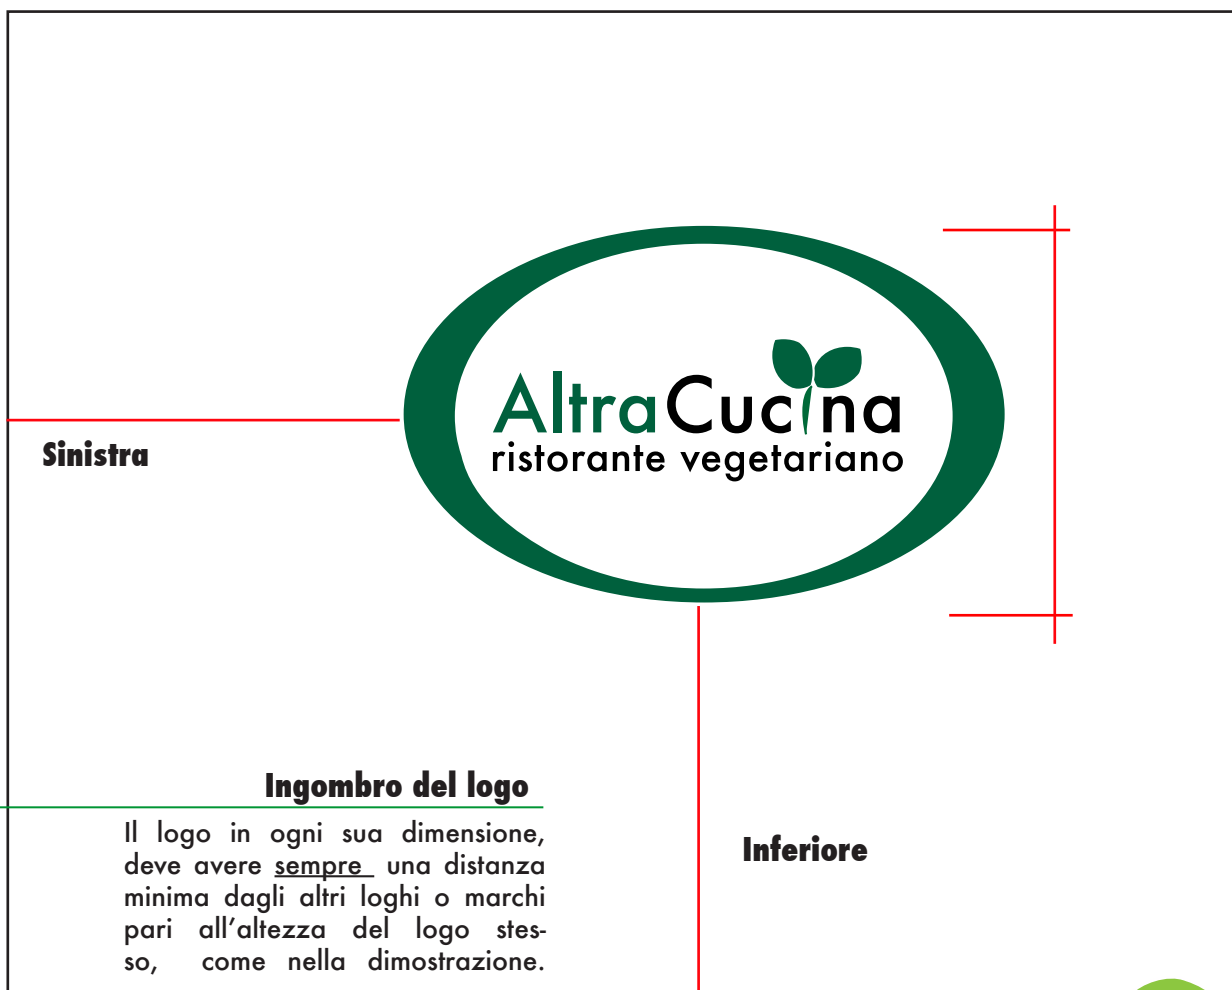 AltraCucina
ristorante vegetariano
Sinistra
Ingombro del logo
Il logo in ogni sua dimensione,
deve avere sempre una distanza
minima dagli altri loghi o marchi
pari all’altezza del logo stes-
so, come nella dimostrazione.
Inferiore